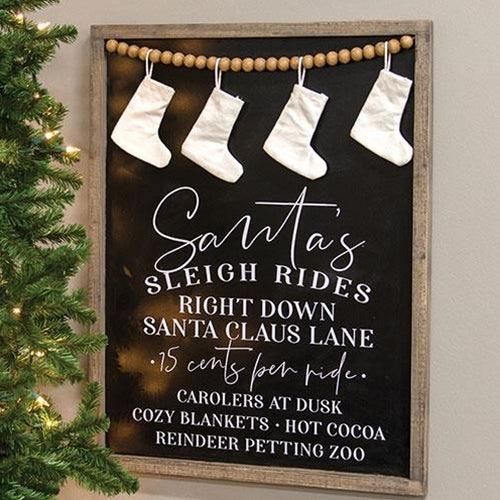 Santa's
SLEIGH RIDES
RIGHT DOWN
SANTA CLAUS LANE
• 15 cents per ride •
CAROLERS AT DUSK
COZY BLANKETS • HOT COCOA
REINDEER PETTING ZOO